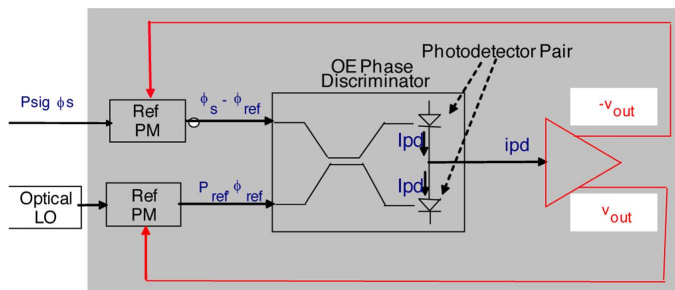 Photodetector Pair
OE Phase
Discriminator
Psig ϕs
Ref
PM
ϕs - ϕref
Ipd
ipd
-vout
Ipd
Optical
LO
Ref
PM
Pref, ϕref
vout